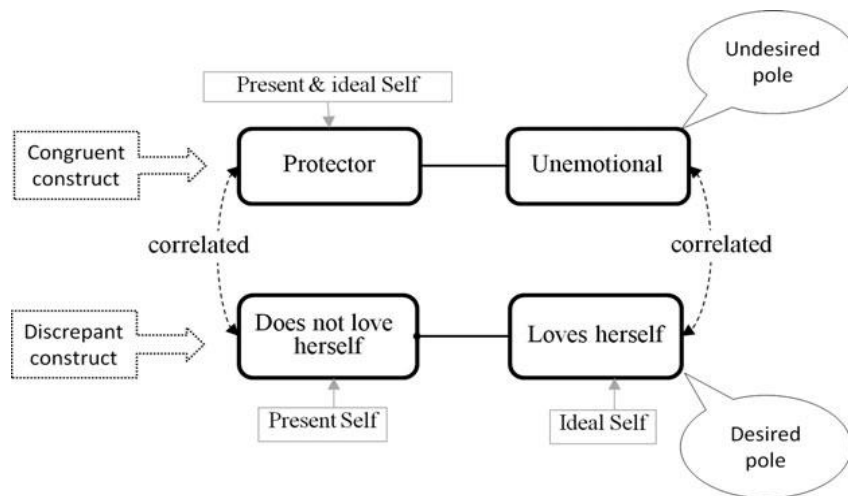 Undesired
pole
Present & ideal Self
Congruent
construct
Protector
Unemotional
correlated
correlated
Discrepant
construct
Does not love
herself
Loves herself
Present Self
Ideal Self
Desired
pole